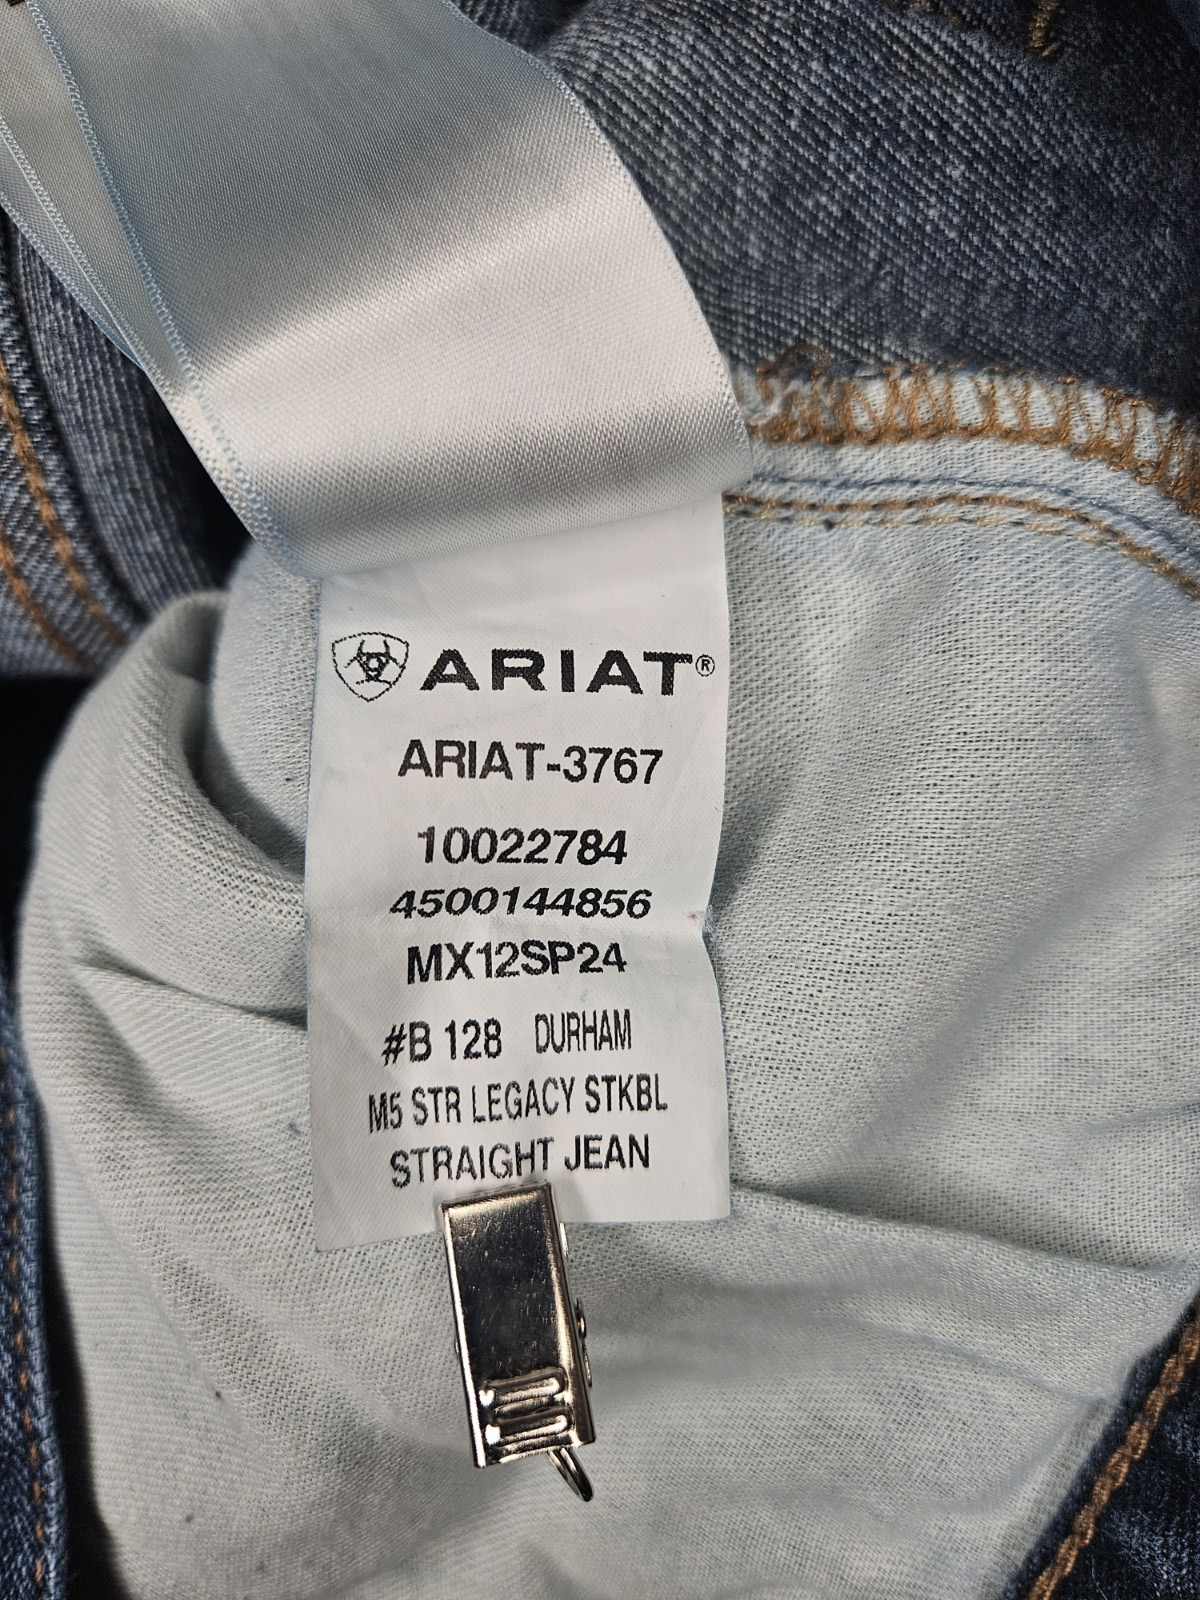 ARIAT®
ARIAT-3767
10022784
4500144856
MX12SP24
#B 128 DURHAM
M5 STR LEGACY STKBL
STRAIGHT JEAN